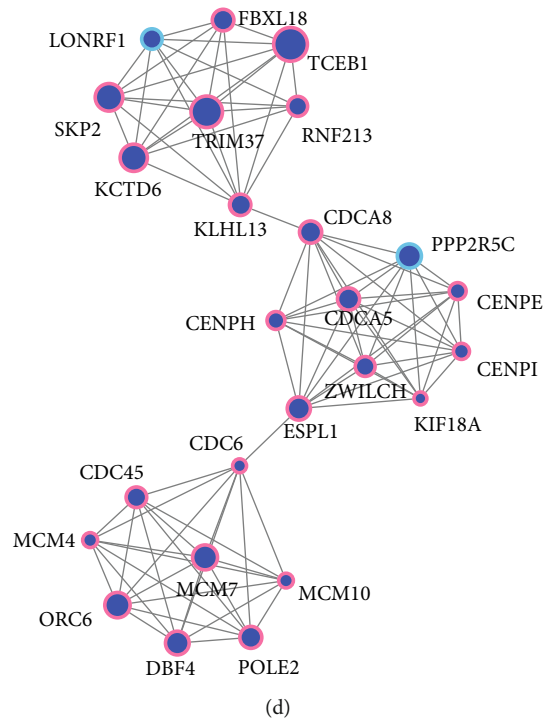 FBXL18
LONRF1
TCEB1
SKP2
TRIM37
RNF213
KCTD6
KLHL13
CDCA8
PPP2R5C
CENPE
CENPH
CDCA5
CENPI
ZWILCH
KIF18A
ESPL1
CDC6
CDC45
MCM4
MCM7
MCM10
ORC6
DBF4
POLE2
(d)